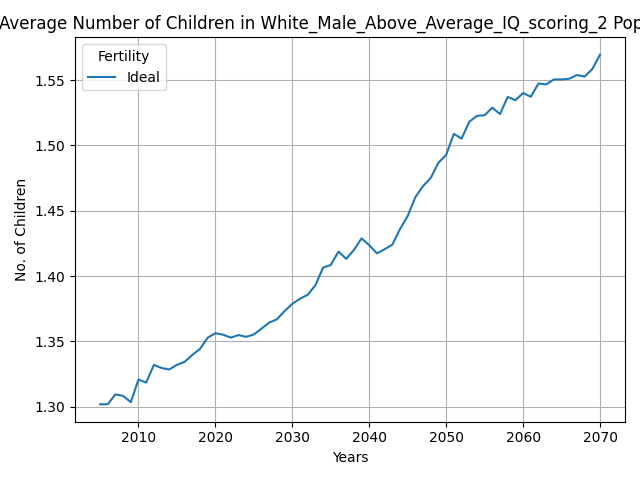 Average Number of Children in White_Male_Above_Average_IQ_scoring_2 Pop
Fertility
Ideal
No. of Children
1.55
1.50
1.45
1.40
1.35
1.30
2010 2020 2030 2040 2050 2060 2070
Years